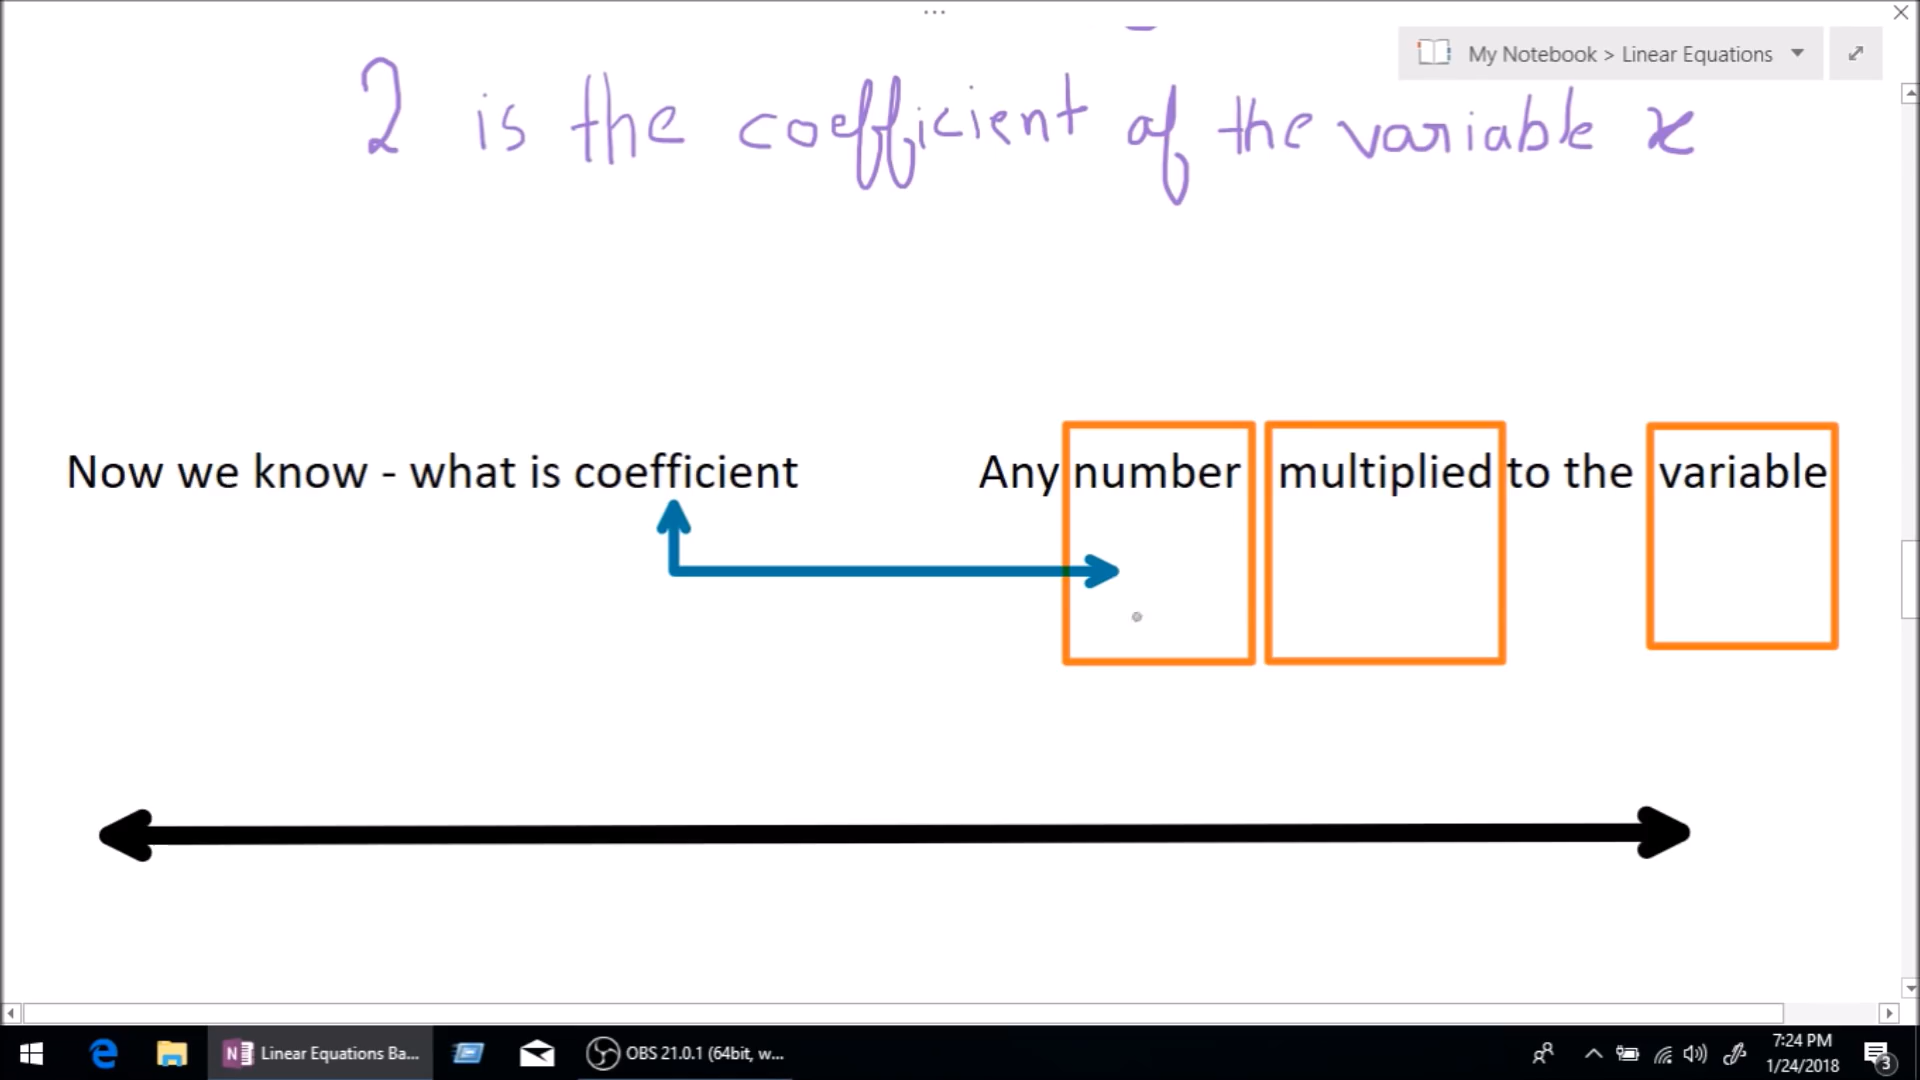 ...
My Notebook > Linear Equations
2 is the coefficient of the variable x
Now we know - what is coefficient
Any number multiplied to the variable
Linear Equations Ba...
OBS 21.0.1 (64bit, w...
7:24 PM
1/24/2018
3